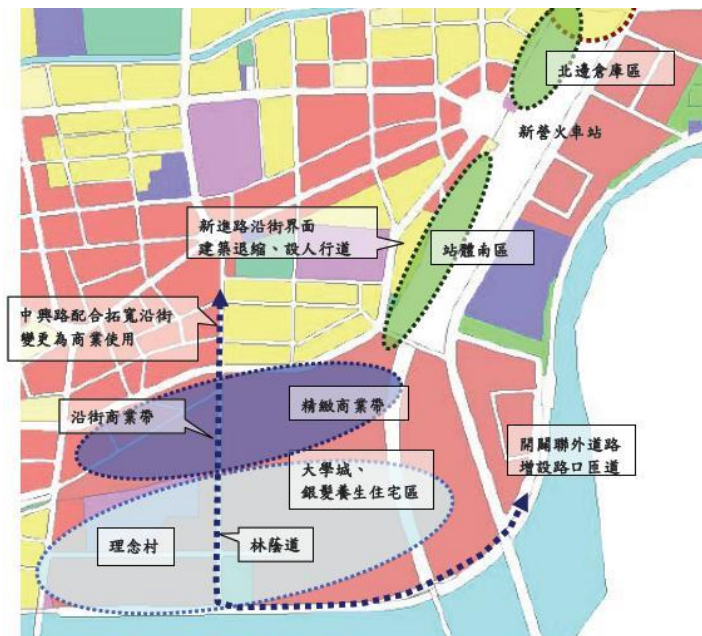 北邊倉庫區
新營火車站
新進路沿街界面
建築退縮、設人行道
站體南區
中興路配合拓寬沿街
變更為商業使用
精緻商業帶
沿街商業帶
開闢聯外道路
增設路口匝道
大學城、
銀髮養生住宅區
理念村
林蔭道